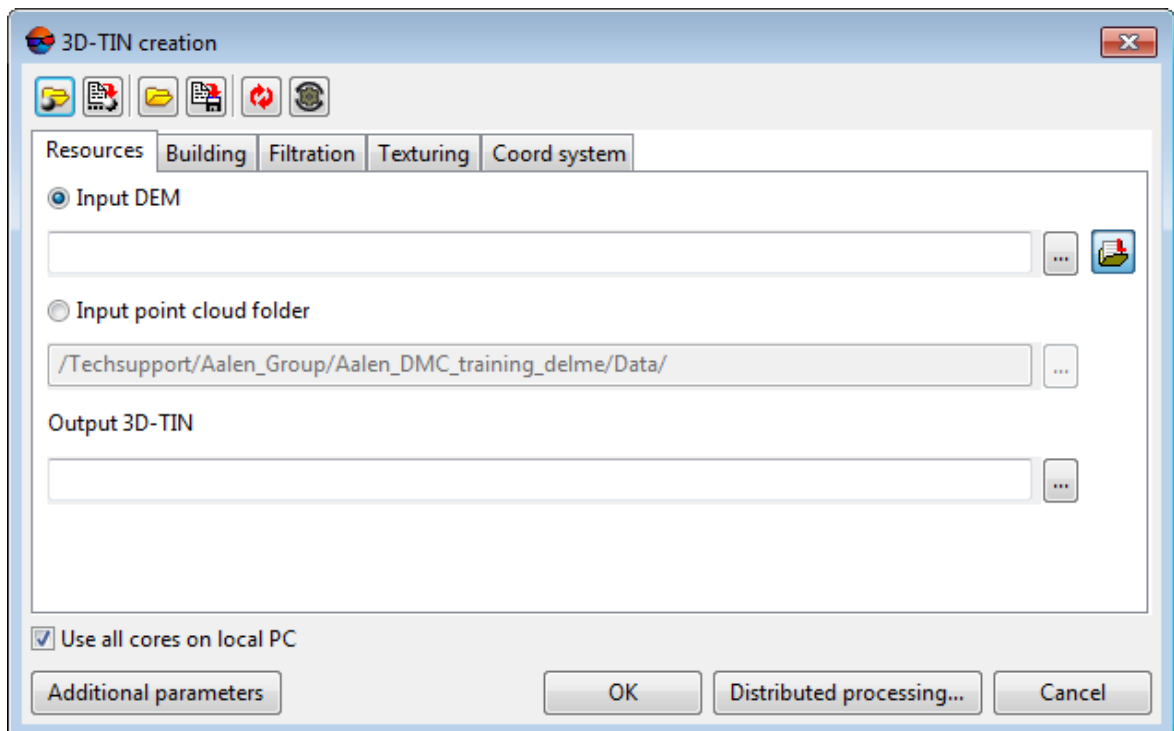 3D-TIN creation
Resources Building Filtration Texturing Coord system
Input DEM
...
Input point cloud folder
/Techsupport/Aalen_Group/Aalen_DMC_training_delme/Data/ ...
Output 3D-TIN
...
Use all cores on local PC
Additional parameters OK Distributed processing... Cancel